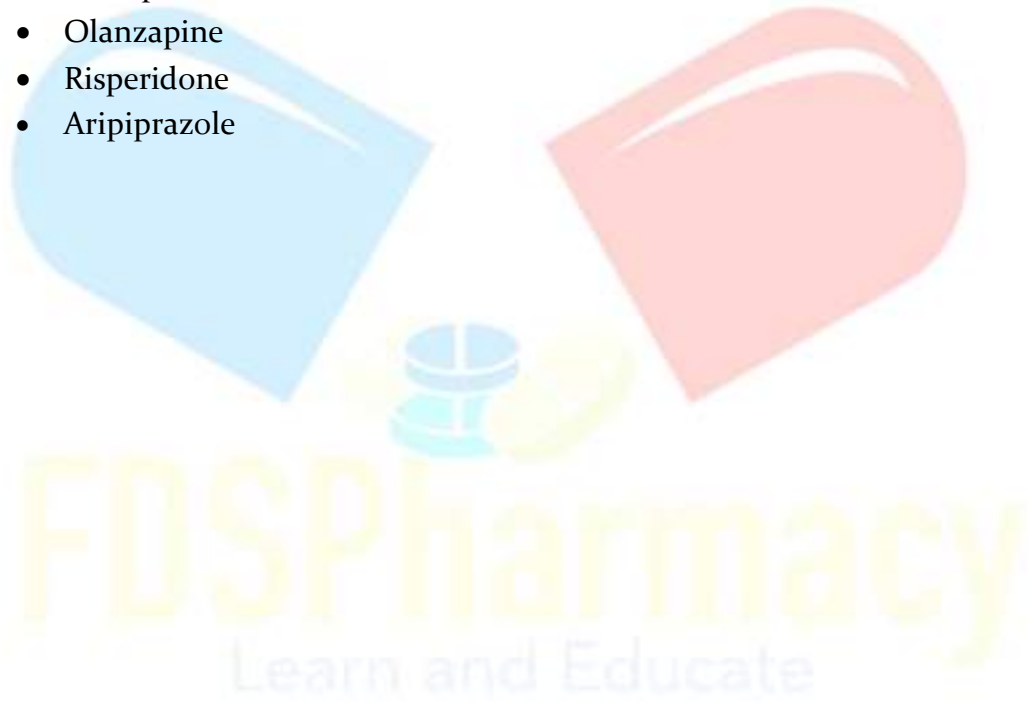 • Olanzapine
• Risperidone
• Aripiprazole
FDSPharmacy
Learn and Educate